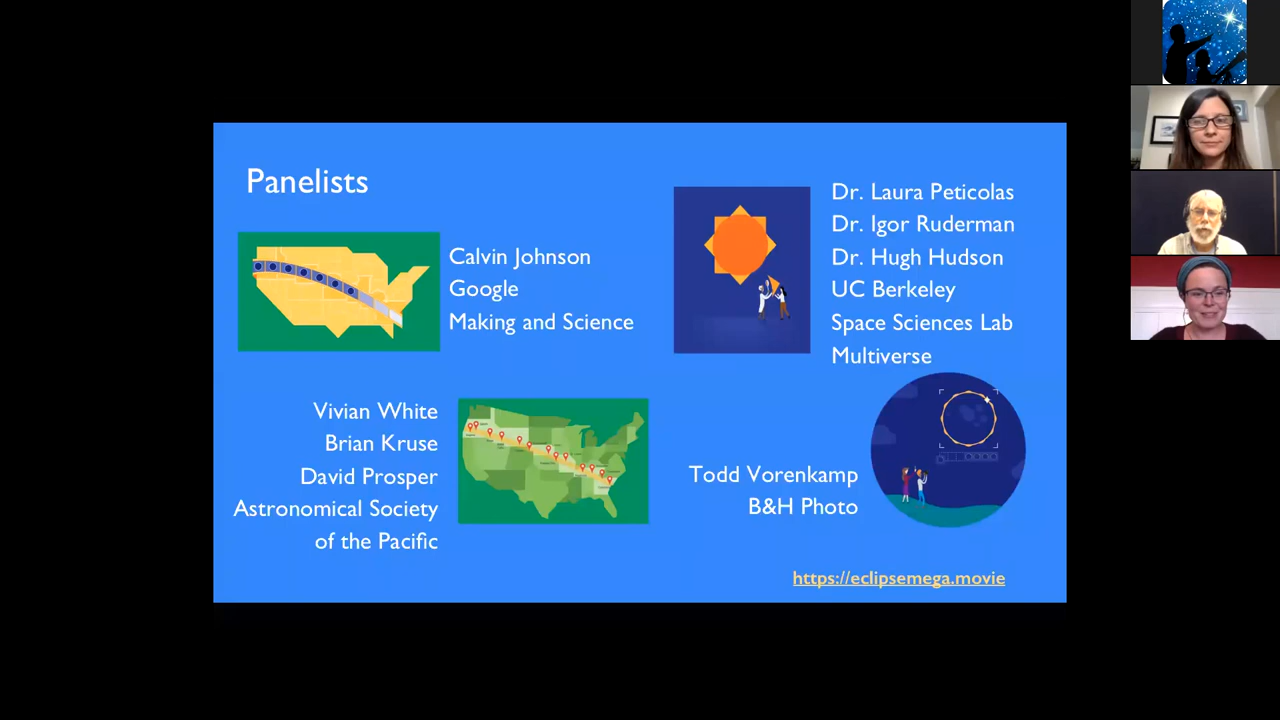 Panelists
Calvin Johnson
Google
Making and Science
Dr. Laura Peticolas
Dr. Igor Ruderman
Dr. Hugh Hudson
UC Berkeley
Space Sciences Lab
Multiverse
Vivian White
Brian Kruse
David Prosper
Astronomical Society
of the Pacific
Todd Vorenkamp
B&H Photo
https://eclipsemega.movie